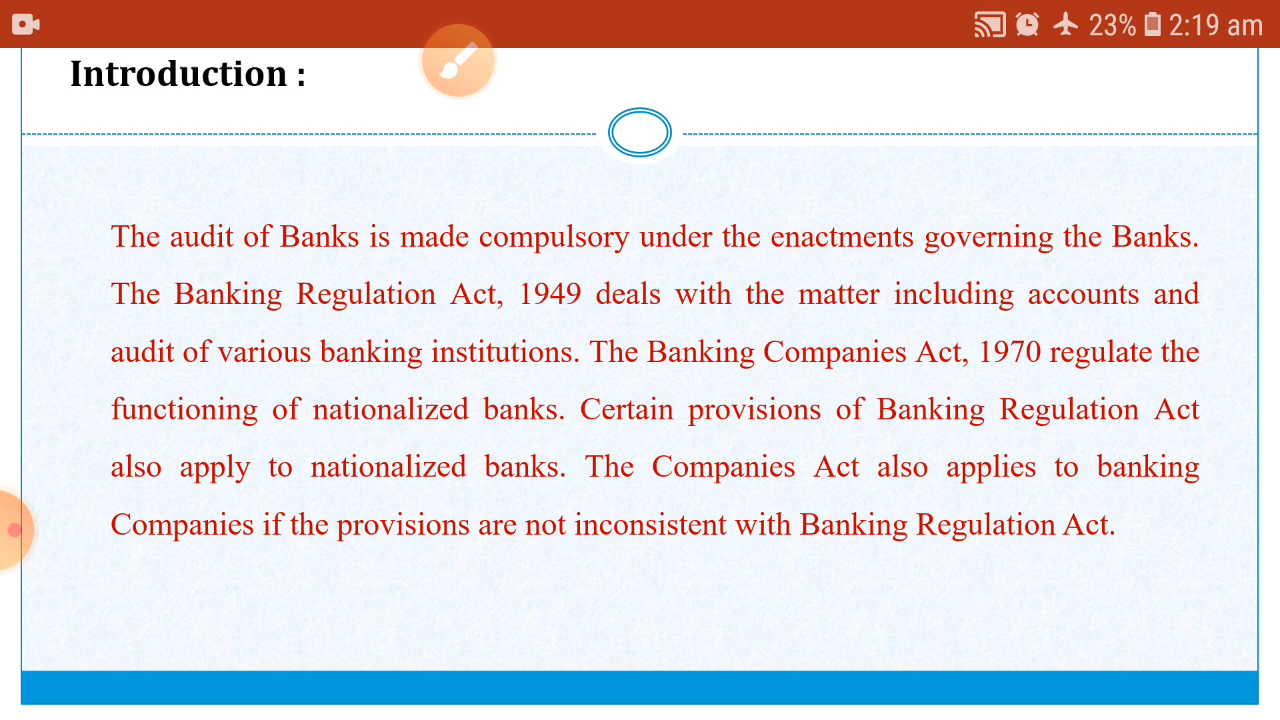 23% 2:19 am
Introduction :
The audit of Banks is made compulsory under the enactments governing the Banks.
The Banking Regulation Act, 1949 deals with the matter including accounts and
audit of various banking institutions. The Banking Companies Act, 1970 regulate the
functioning of nationalized banks. Certain provisions of Banking Regulation Act
also apply to nationalized banks. The Companies Act also applies to banking
Companies if the provisions are not inconsistent with Banking Regulation Act.